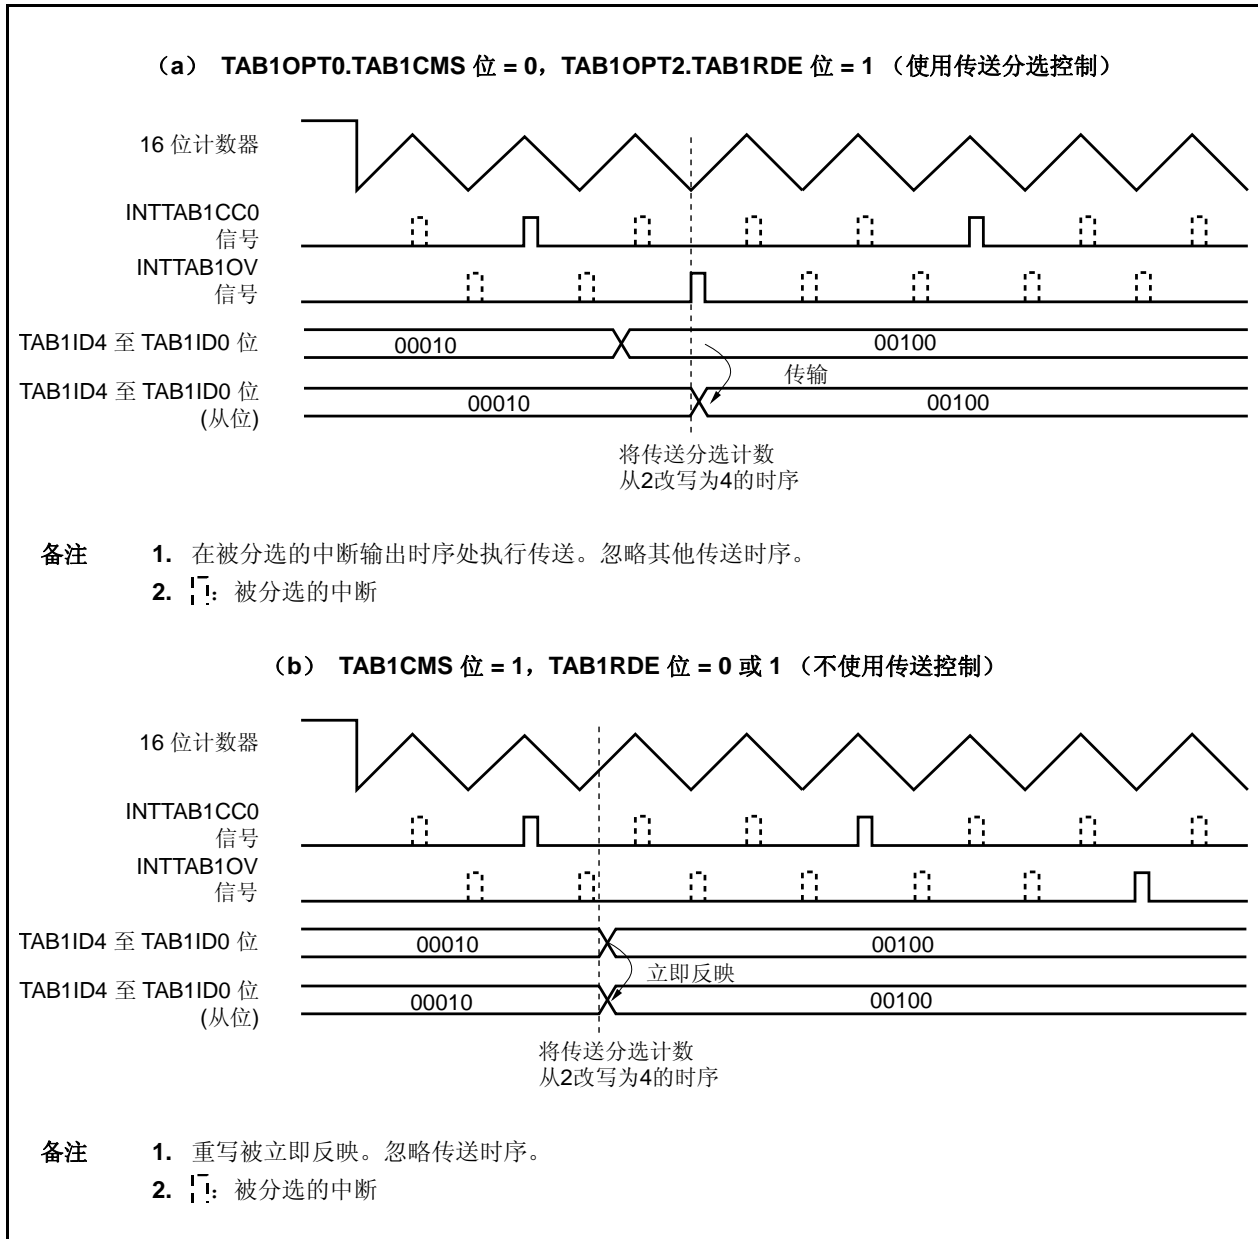 （a） TAB1OPT0.TAB1CMS 位 = 0，TAB1OPT2.TAB1RDE 位 = 1 （使用传送分选控制）
16 位计数器
INTTAB1CC0
信号
INTTAB1OV
信号
TAB1ID4 至 TAB1ID0 位
00010
00100
传输
TAB1ID4 至 TAB1ID0 位
(从位)
00010
00100
将传送分选计数
从2改写为4的时序
备注 1. 在被分选的中断输出时序处执行传送。忽略其他传送时序。
2. ：被分选的中断
（b） TAB1CMS 位 = 1，TAB1RDE 位 = 0 或 1 （不使用传送控制）
16 位计数器
INTTAB1CC0
信号
INTTAB1OV
信号
TAB1ID4 至 TAB1ID0 位
00010
00100
立即反映
TAB1ID4 至 TAB1ID0 位
(从位)
00010
00100
将传送分选计数
从2改写为4的时序
备注 1. 重写被立即反映。忽略传送时序。
2. ：被分选的中断